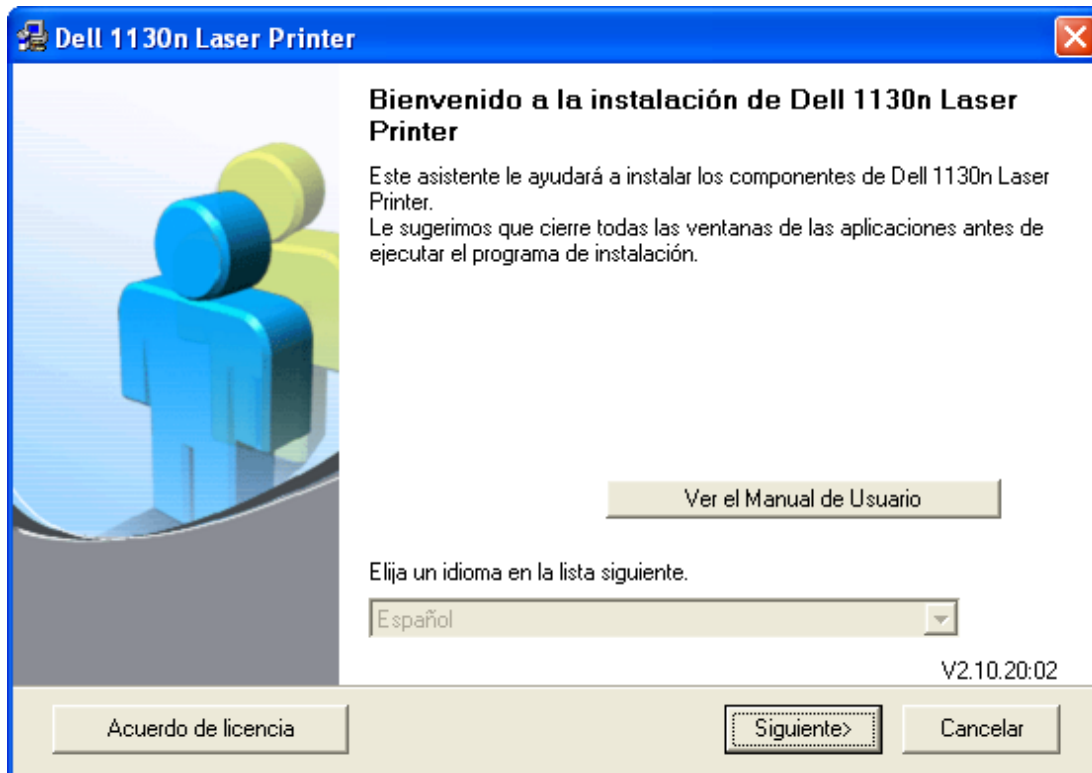 Dell 1130n Laser Printer
Bienvenido a la instalación de Dell 1130n Laser
Printer
Este asistente le ayudará a instalar los componentes de Dell 1130n Laser
Printer.
Le sugerimos que cierre todas las ventanas de las aplicaciones antes de
ejecutar el programa de instalación.
Ver el Manual de Usuario
Elija un idioma en la lista siguiente.
Español
V2.10.20:02
Acuerdo de licencia
Siguiente>
Cancelar